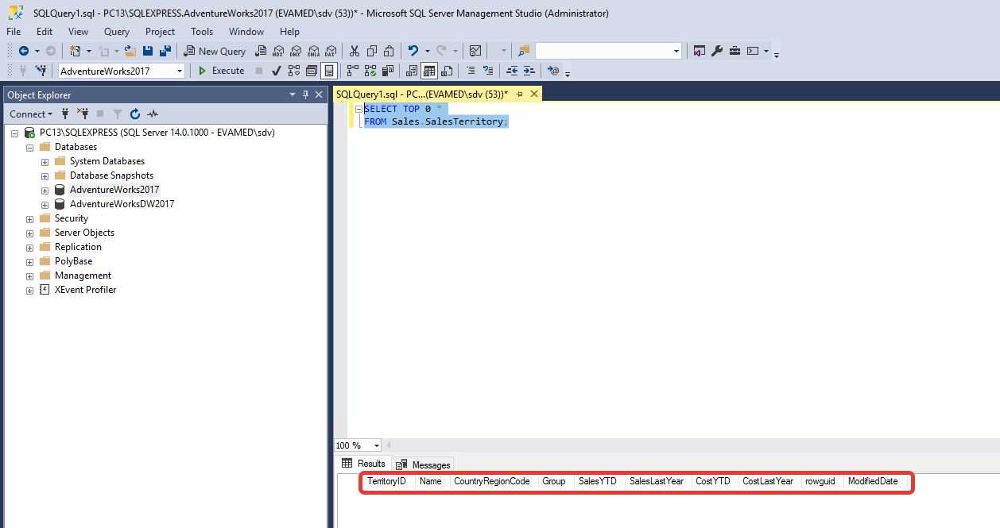 SQLQuery1.sql - PC13\SQLEXPRESS.AdventureWorks2017 (EVAMED\sdv (53))* - Microsoft SQL Server Management Studio (Administrator)
File Edit View Query Project Tools Window Help
New Query MDX DMX XMLA DAX
AdventureWorks2017 Execute
Object Explorer
Connect
PC13\SQLEXPRESS (SQL Server 14.0.1000 - EVAMED\sdv)
Databases
System Databases
Database Snapshots
AdventureWorks2017
AdventureWorksDW2017
Security
Server Objects
Replication
PolyBase
Management
XEvent Profiler
SQLQuery1.sql - PC...(EVAMED\sdv (53))*
SELECT TOP 0 *
FROM Sales.SalesTerritory;
100 %
Results Messages
TerritoryID Name CountryRegionCode Group SalesYTD SalesLastYear CostYTD CostLastYear rowguid ModifiedDate